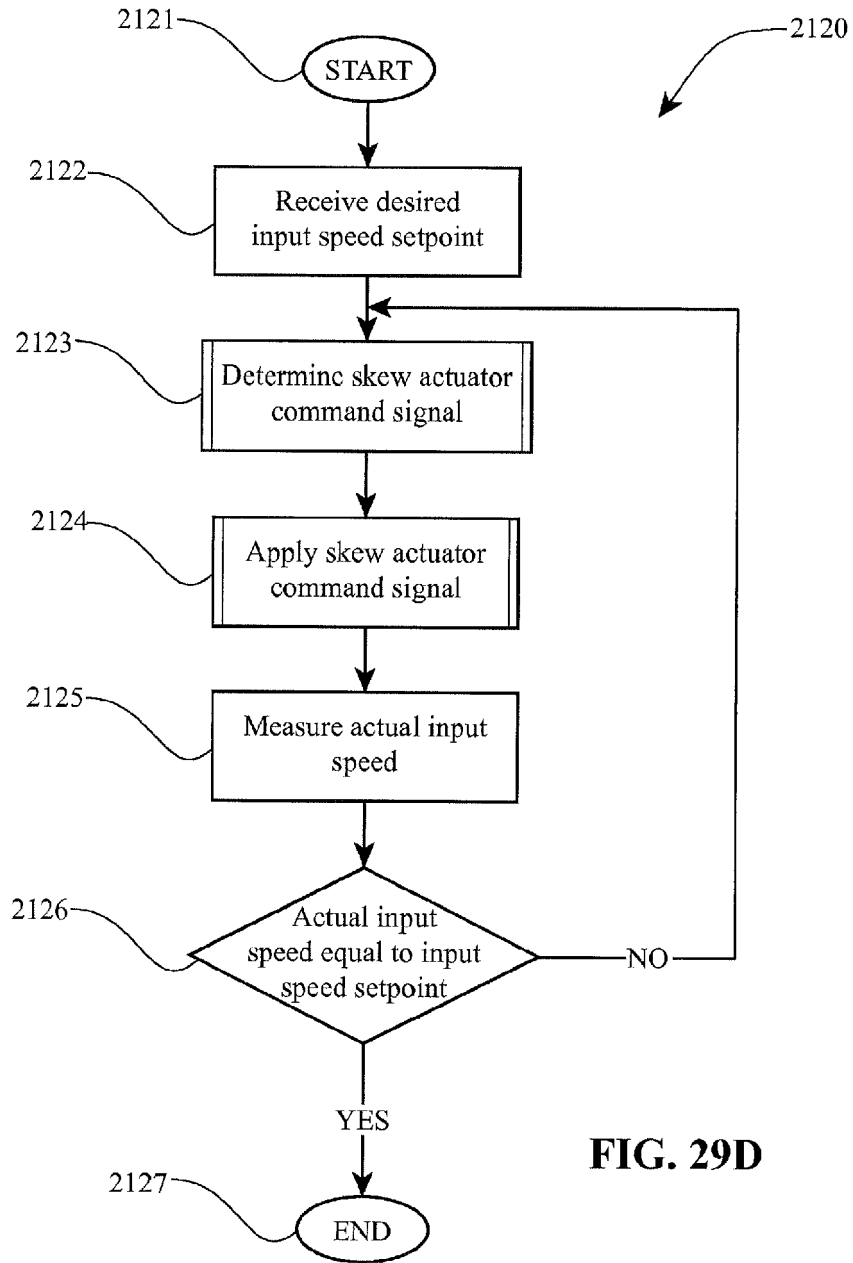 2121
START
2120
2122
Receive desired
input speed setpoint
2123
Determine skew actuator
command signal
2124
Apply skew actuator
command signal
2125
Measure actual input
speed
2126
Actual input
speed equal to input
speed setpoint
NO
YES
FIG. 29D
2127
END